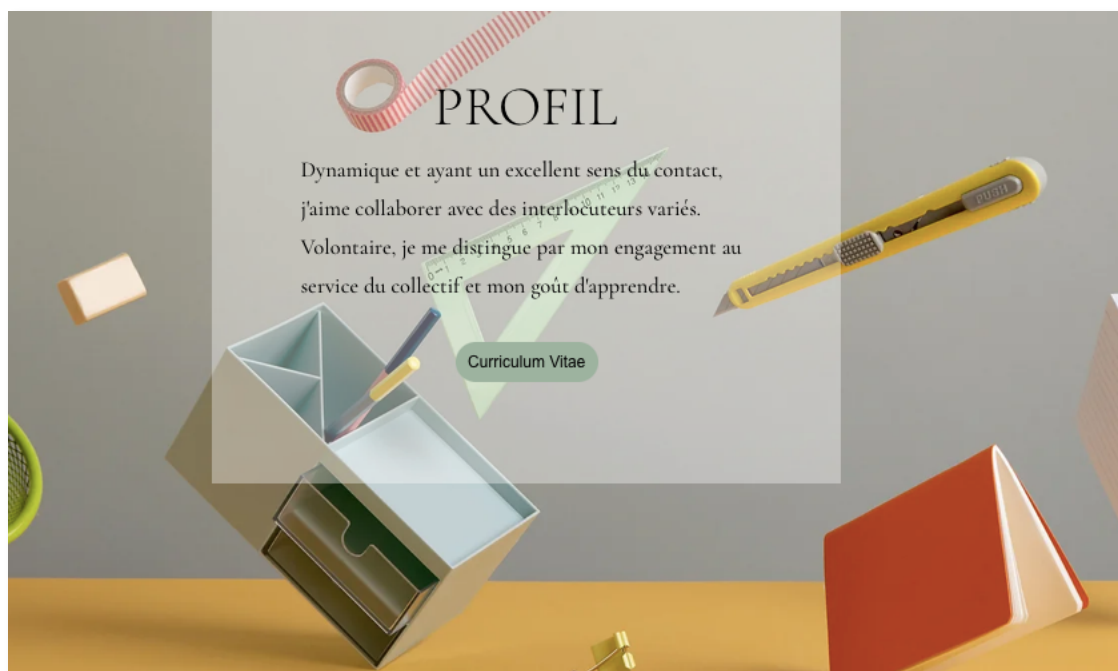 PROFIL
Dynamique et ayant un excellent sens du contact,
j'aime collaborer avec des interlocuteurs variés.
Volontaire, je me distingue par mon engagement au
service du collectif et mon goût d'apprendre.
Curriculum Vitae
PUSH